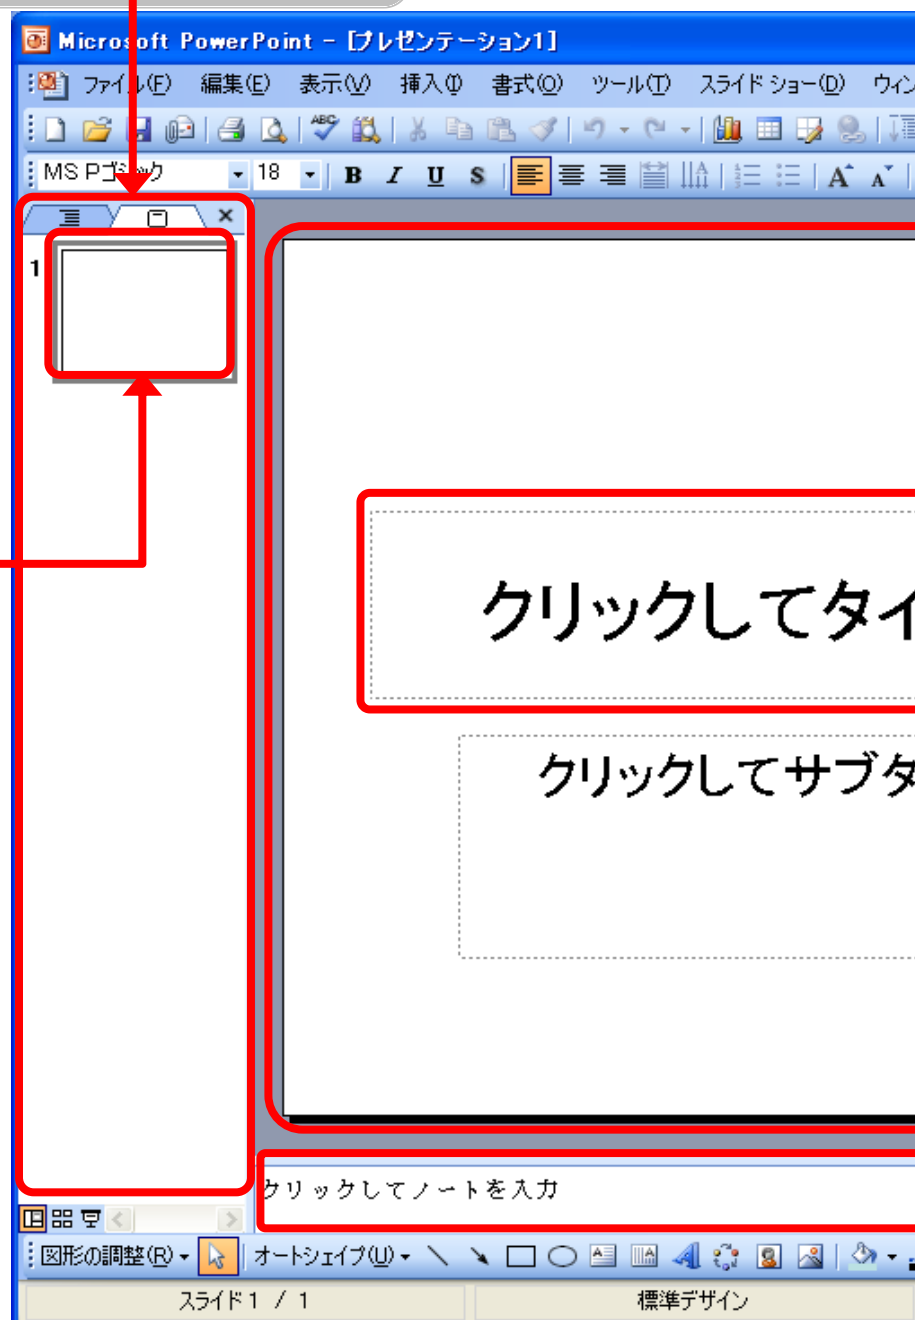 Microsoft PowerPoint - [プレゼンテーション1]
ファイル(F) 編集(E) 表示(V) 挿入(I) 書式(O) ツール(T) スライド ショー(D) ウィン
MS Pゴシック 18 B I U S A A
1
クリックしてタイ
クリックしてサブタ
クリックしてノートを入力
図形の調整(R) オートシェイプ(U)
スライド 1 / 1 標準デザイン